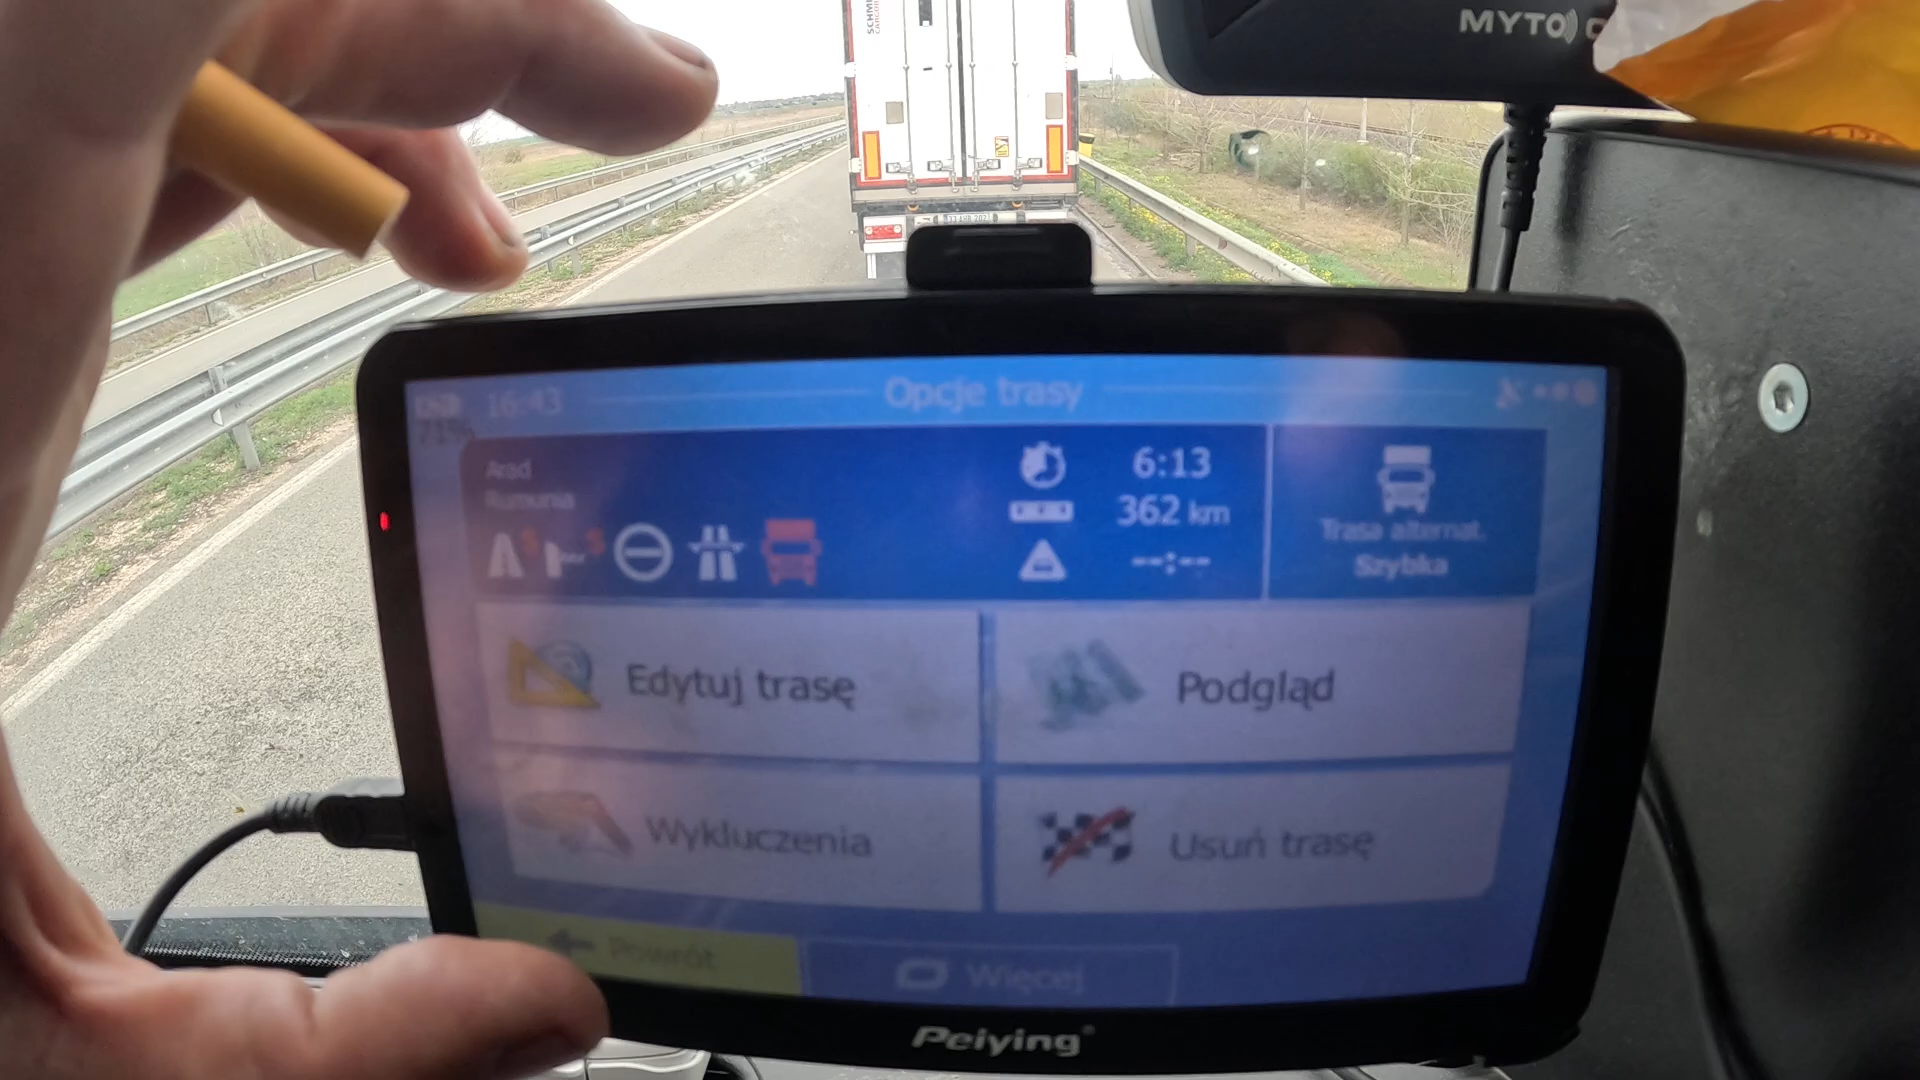 MYTO
16:43
Opcje trasy
71%
Arad
Rumunia
6:13
362 km
--:--
Trasa alternat.
Szybka
Edytuj trasę
Podgląd
Wykluczenia
Usuń trasę
Powrót
Więcej
Peiying